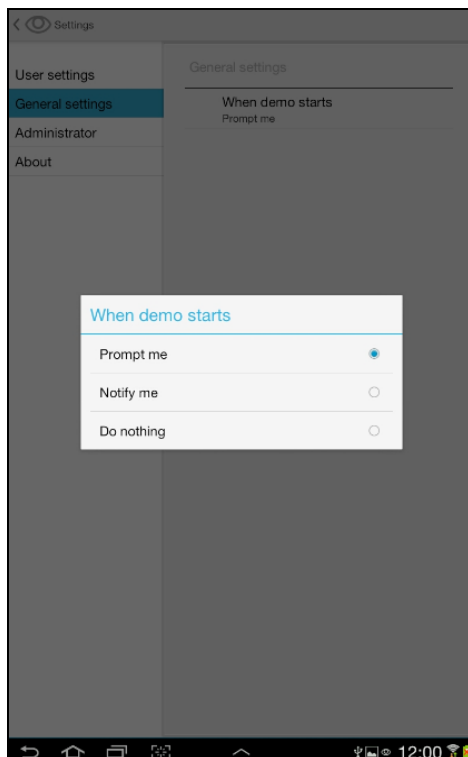 Settings
User settings
General settings
Administrator
About
General settings
When demo starts
Prompt me
When demo starts
Prompt me
Notify me
Do nothing
12:00